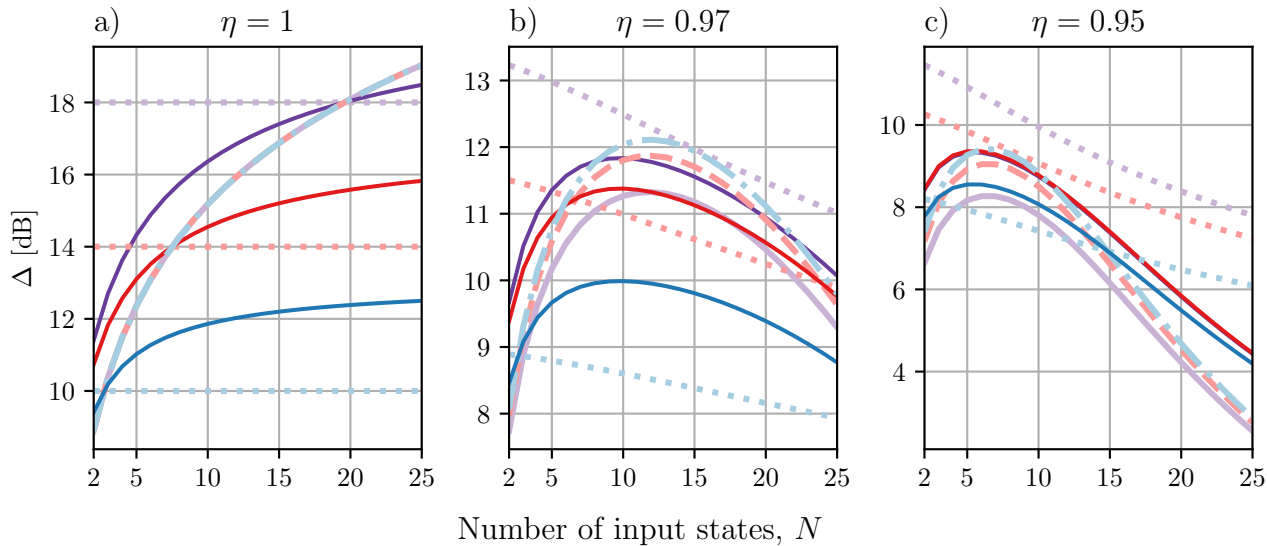 a) η = 1
b) η = 0.97
c) η = 0.95
Δ [dB]
18
16
14
12
10
2 5 10 15 20 25
13
12
11
10
9
8
2 5 10 15 20 25
10
8
6
4
2 5 10 15 20 25
Number of input states, N